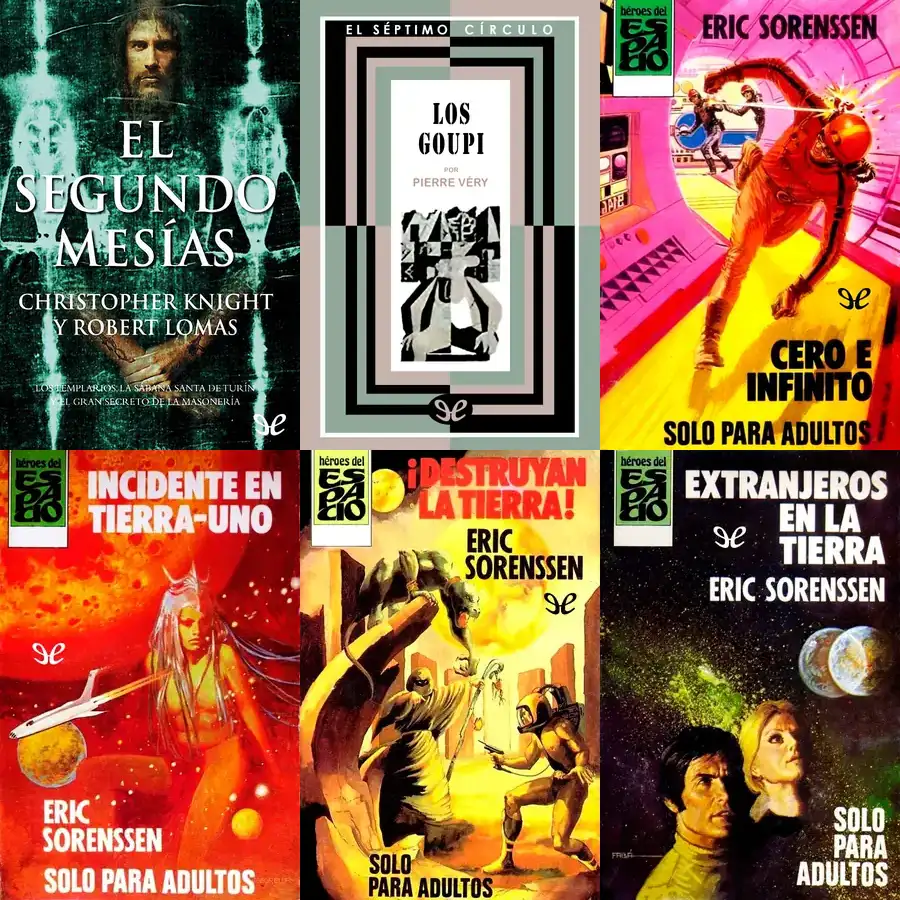 EL
SEGUNDO
MESÍAS
CHRISTOPHER KNIGHT
Y ROBERT LOMAS
LOS TEMPLARIOS, LA SÁBANA SANTA DE TURÍN
Y EL GRAN SECRETO DE LA MASONERÍA
EL SÉPTIMO CÍRCULO
LOS
GOUPI
POR
PIERRE VÉRY
héroes del
ESPACIO
ERIC SORENSSEN
CERO E
INFINITO
SOLO PARA ADULTOS
héroes del
ESPACIO
INCIDENTE EN
TIERRA-UNO
ERIC
SORENSSEN
SOLO PARA ADULTOS
héroes del
ESPACIO
¡DESTRUYAN
LA TIERRA!
ERIC
SORENSSEN
SOLO
PARA ADULTOS
héroes del
ESPACIO
EXTRANJEROS
EN LA
TIERRA
ERIC SORENSSEN
SOLO
PARA
ADULTOS